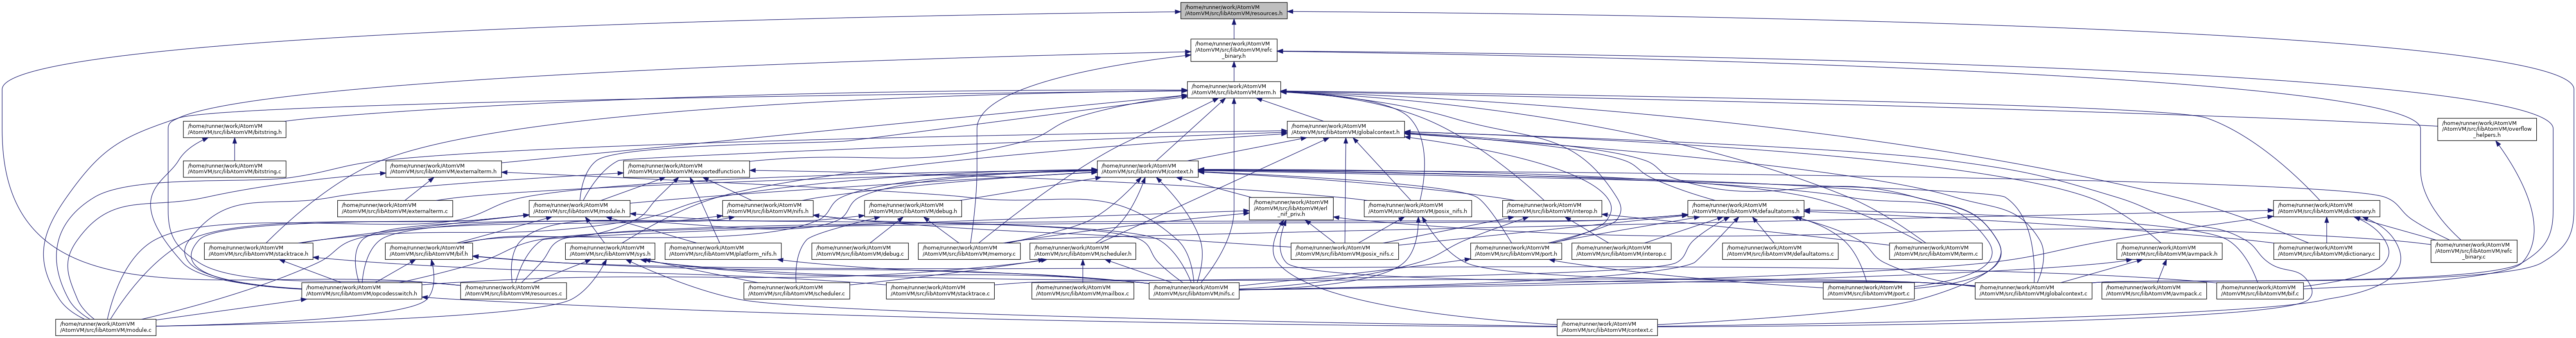 /home/runner/work/AtomVM
/AtomVM/src/libAtomVM/resources.h
/home/runner/work/AtomVM
/AtomVM/src/libAtomVM/refc
_binary.h
/home/runner/work/AtomVM
/AtomVM/src/libAtomVM/term.h
/home/runner/work/AtomVM
/AtomVM/src/libAtomVM/bitstring.h
/home/runner/work/AtomVM
/AtomVM/src/libAtomVM/globalcontext.h
/home/runner/work/AtomVM
/AtomVM/src/libAtomVM/overflow
_helpers.h
/home/runner/work/AtomVM
/AtomVM/src/libAtomVM/bitstring.c
/home/runner/work/AtomVM
/AtomVM/src/libAtomVM/externalterm.h
/home/runner/work/AtomVM
/AtomVM/src/libAtomVM/exportedfunction.h
/home/runner/work/AtomVM
/AtomVM/src/libAtomVM/context.h
/home/runner/work/AtomVM
/AtomVM/src/libAtomVM/externalterm.c
/home/runner/work/AtomVM
/AtomVM/src/libAtomVM/module.h
/home/runner/work/AtomVM
/AtomVM/src/libAtomVM/nifs.h
/home/runner/work/AtomVM
/AtomVM/src/libAtomVM/debug.h
/home/runner/work/AtomVM
/AtomVM/src/libAtomVM/erl
_nif_priv.h
/home/runner/work/AtomVM
/AtomVM/src/libAtomVM/posix_nifs.h
/home/runner/work/AtomVM
/AtomVM/src/libAtomVM/interop.h
/home/runner/work/AtomVM
/AtomVM/src/libAtomVM/defaultatoms.h
/home/runner/work/AtomVM
/AtomVM/src/libAtomVM/dictionary.h
/home/runner/work/AtomVM
/AtomVM/src/libAtomVM/stacktrace.h
/home/runner/work/AtomVM
/AtomVM/src/libAtomVM/bif.h
/home/runner/work/AtomVM
/AtomVM/src/libAtomVM/sys.h
/home/runner/work/AtomVM
/AtomVM/src/libAtomVM/platform_nifs.h
/home/runner/work/AtomVM
/AtomVM/src/libAtomVM/debug.c
/home/runner/work/AtomVM
/AtomVM/src/libAtomVM/memory.c
/home/runner/work/AtomVM
/AtomVM/src/libAtomVM/scheduler.h
/home/runner/work/AtomVM
/AtomVM/src/libAtomVM/posix_nifs.c
/home/runner/work/AtomVM
/AtomVM/src/libAtomVM/port.h
/home/runner/work/AtomVM
/AtomVM/src/libAtomVM/interop.c
/home/runner/work/AtomVM
/AtomVM/src/libAtomVM/defaultatoms.c
/home/runner/work/AtomVM
/AtomVM/src/libAtomVM/term.c
/home/runner/work/AtomVM
/AtomVM/src/libAtomVM/avmpack.h
/home/runner/work/AtomVM
/AtomVM/src/libAtomVM/dictionary.c
/home/runner/work/AtomVM
/AtomVM/src/libAtomVM/refc
_binary.c
/home/runner/work/AtomVM
/AtomVM/src/libAtomVM/opcodesswitch.h
/home/runner/work/AtomVM
/AtomVM/src/libAtomVM/resources.c
/home/runner/work/AtomVM
/AtomVM/src/libAtomVM/scheduler.c
/home/runner/work/AtomVM
/AtomVM/src/libAtomVM/stacktrace.c
/home/runner/work/AtomVM
/AtomVM/src/libAtomVM/mailbox.c
/home/runner/work/AtomVM
/AtomVM/src/libAtomVM/nifs.c
/home/runner/work/AtomVM
/AtomVM/src/libAtomVM/port.c
/home/runner/work/AtomVM
/AtomVM/src/libAtomVM/globalcontext.c
/home/runner/work/AtomVM
/AtomVM/src/libAtomVM/avmpack.c
/home/runner/work/AtomVM
/AtomVM/src/libAtomVM/bif.c
/home/runner/work/AtomVM
/AtomVM/src/libAtomVM/module.c
/home/runner/work/AtomVM
/AtomVM/src/libAtomVM/context.c